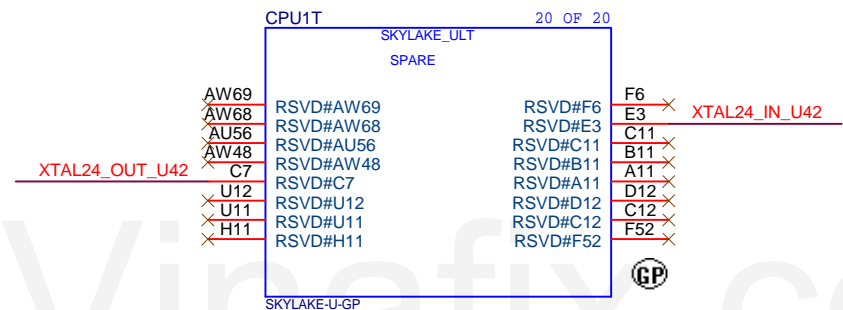 CPU1T 20 OF 20
SKYLAKE_ULT
SPARE
AW69 RSVD#AW69 RSVD#F6 F6
AW68 RSVD#AW68 RSVD#E3 E3 XTAL24_IN_U42
AU56 RSVD#AU56 RSVD#C11 C11
AW48 RSVD#AW48 RSVD#B11 B11
XTAL24_OUT_U42 C7 RSVD#C7 RSVD#A11 A11
U12 RSVD#U12 RSVD#D12 D12
U11 RSVD#U11 RSVD#C12 C12
H11 RSVD#H11 RSVD#F52 F52
GP
SKYLAKE-U-GP
Vinafix.co